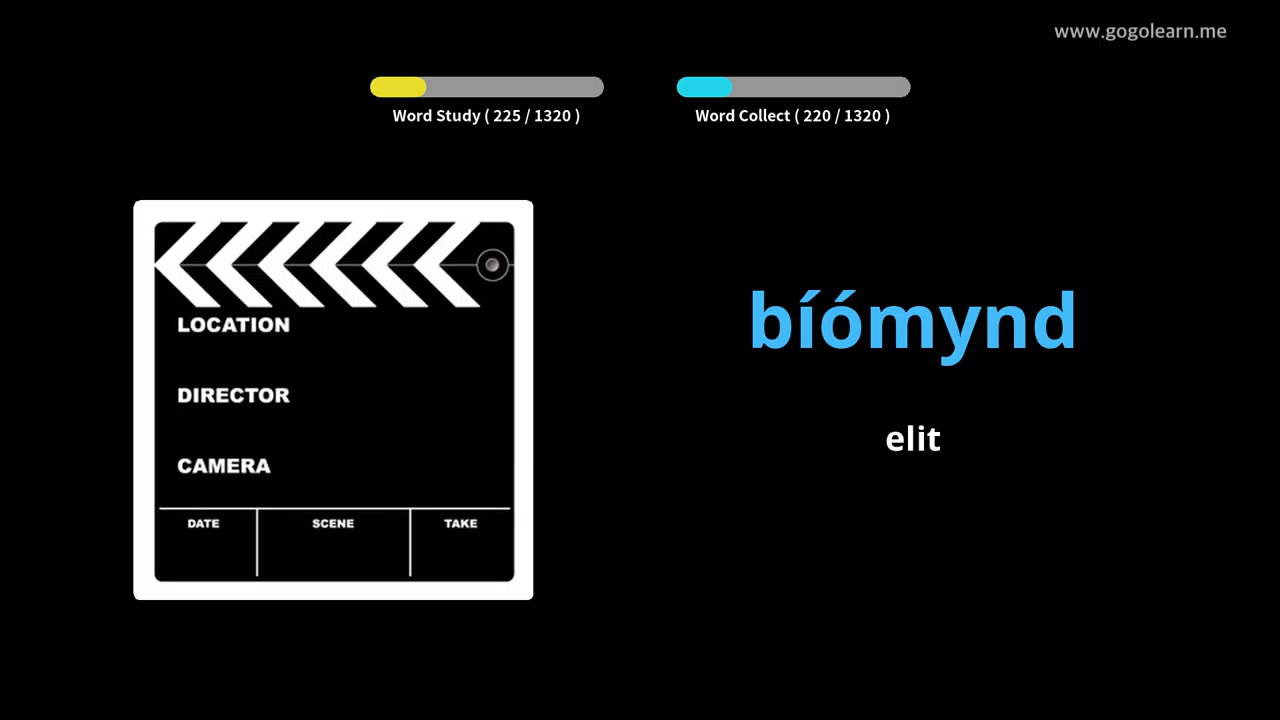 www.gogolearn.me
Word Study ( 225 / 1320 )
Word Collect ( 220 / 1320 )
LOCATION
DIRECTOR
CAMERA
DATE
SCENE
TAKE
bíómynd
elit